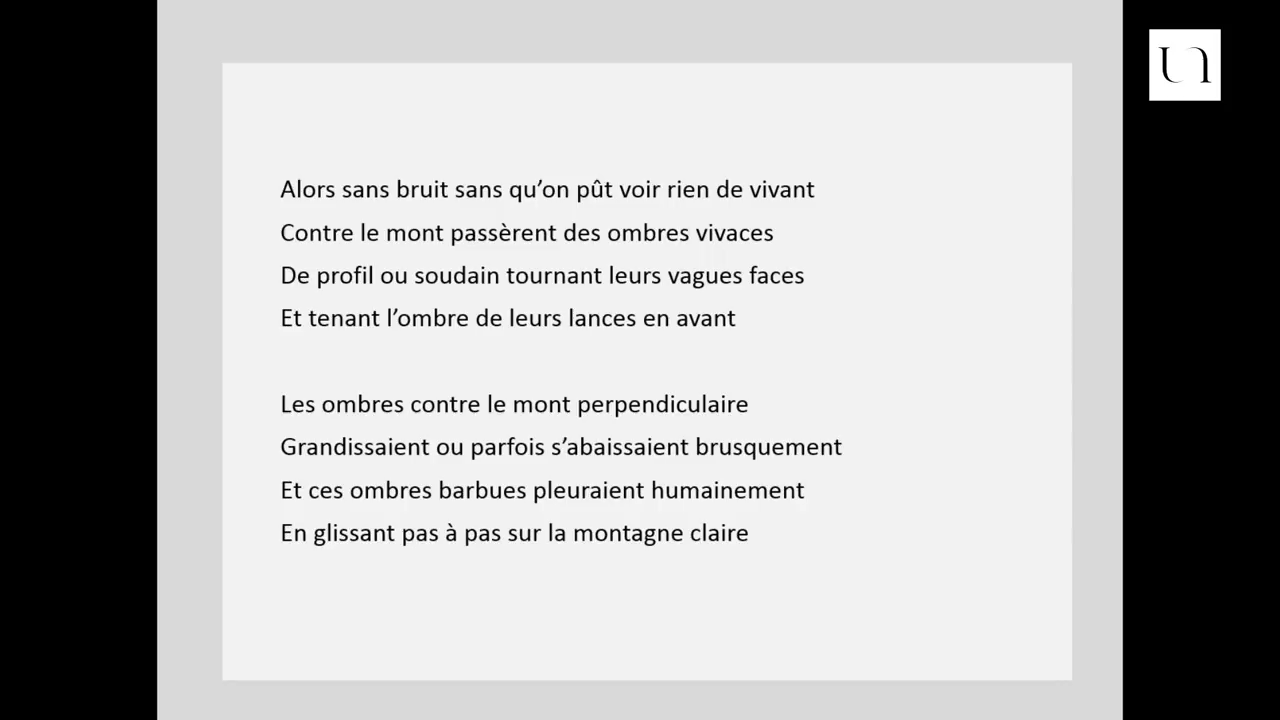 Alors sans bruit sans qu’on pût voir rien de vivant
Contre le mont passèrent des ombres vivaces
De profil ou soudain tournant leurs vagues faces
Et tenant l’ombre de leurs lances en avant
Les ombres contre le mont perpendiculaire
Grandissaient ou parfois s’abaissaient brusquement
Et ces ombres barbues pleuraient humainement
En glissant pas à pas sur la montagne claire